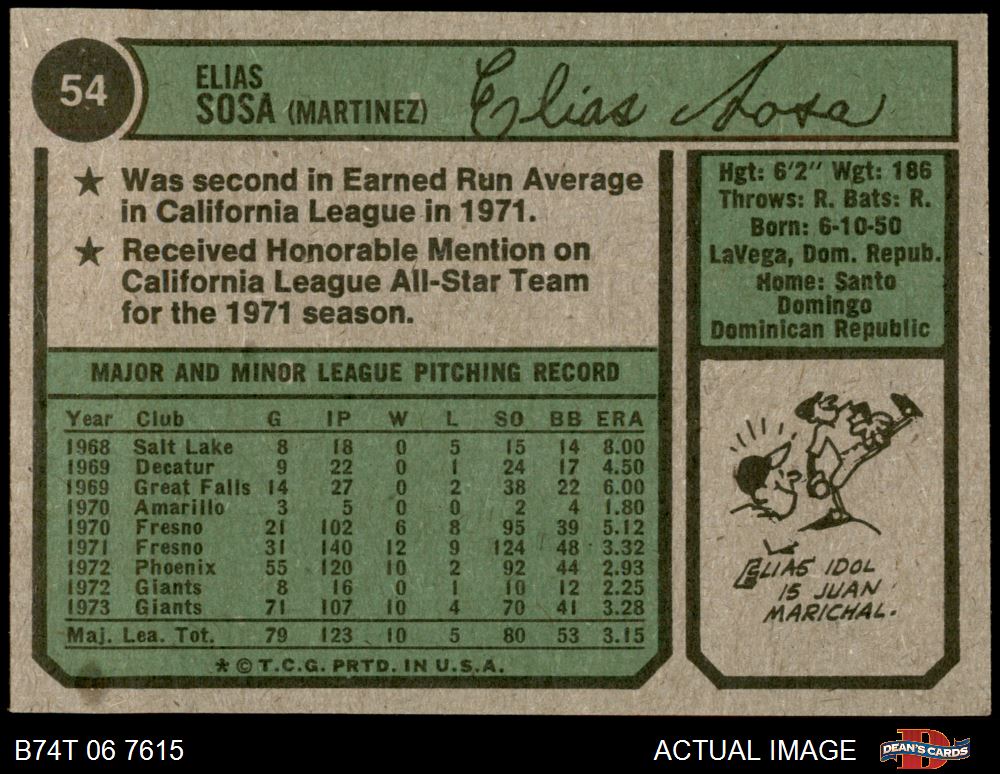 54
ELIAS
SOSA (MARTINEZ)
Elias Sosa
★ Was second in Earned Run Average
in California League in 1971.
★ Received Honorable Mention on
California League All-Star Team
for the 1971 season.
Hgt: 6'2" Wgt: 186
Throws: R. Bats: R.
Born: 6-10-50
LaVega, Dom. Repub.
Home: Santo
Domingo
Dominican Republic
MAJOR AND MINOR LEAGUE PITCHING RECORD
Year Club G IP W L SO BB ERA
1968 Salt Lake 8 18 0 5 15 14 8.00
1969 Decatur 9 22 0 1 24 17 4.50
1969 Great Falls 14 27 0 2 38 22 6.00
1970 Amarillo 3 5 0 0 2 4 1.80
1970 Fresno 21 102 6 8 95 39 5.12
1971 Fresno 31 140 12 9 124 48 3.32
1972 Phoenix 55 120 10 2 92 44 2.93
1972 Giants 8 16 0 1 10 12 2.25
1973 Giants 71 107 10 4 70 41 3.28
Maj. Lea. Tot. 79 123 10 5 80 53 3.15
* © T.C.G. PRTD. IN U.S.A.
ELIAS IDOL
IS JUAN
MARICHAL.
B74T 06 7615
ACTUAL IMAGE
DEAN'S CARDS